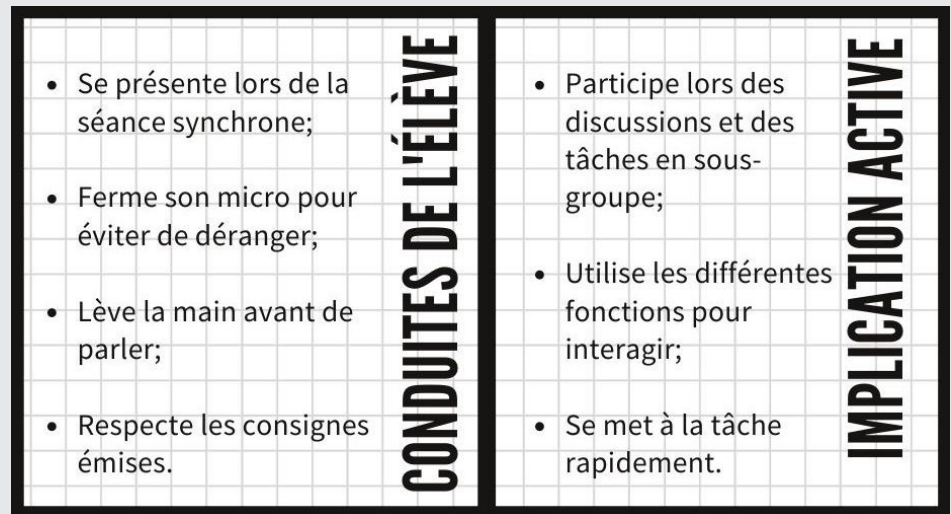 CONDUITES DE L'ÉLÈVE
• Se présente lors de la
séance synchrone;
• Ferme son micro pour
éviter de déranger;
• Lève la main avant de
parler;
• Respecte les consignes
émises.
IMPLICATION ACTIVE
• Participe lors des
discussions et des
tâches en sous-
groupe;
• Utilise les différentes
fonctions pour
interagir;
• Se met à la tâche
rapidement.